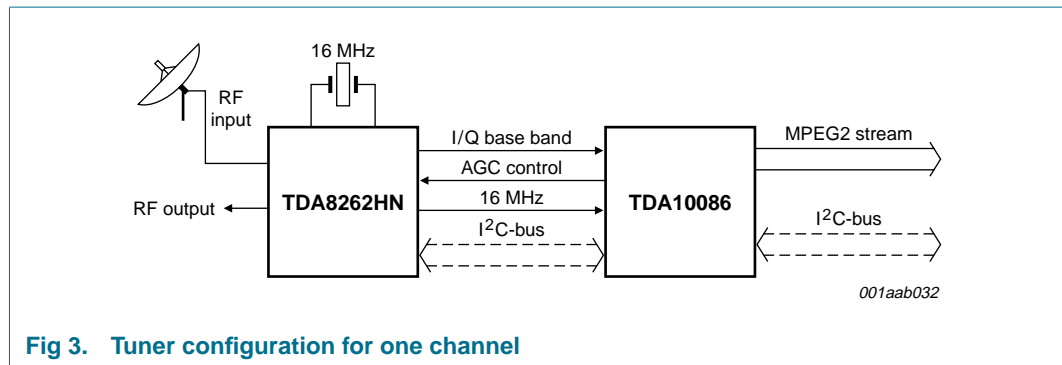 16 MHz
RF
input
I/Q base band
MPEG2 stream
AGC control
TDA8262HN
TDA10086
RF output
16 MHz
I2C-bus
I2C-bus
001aab032
Fig 3. Tuner configuration for one channel